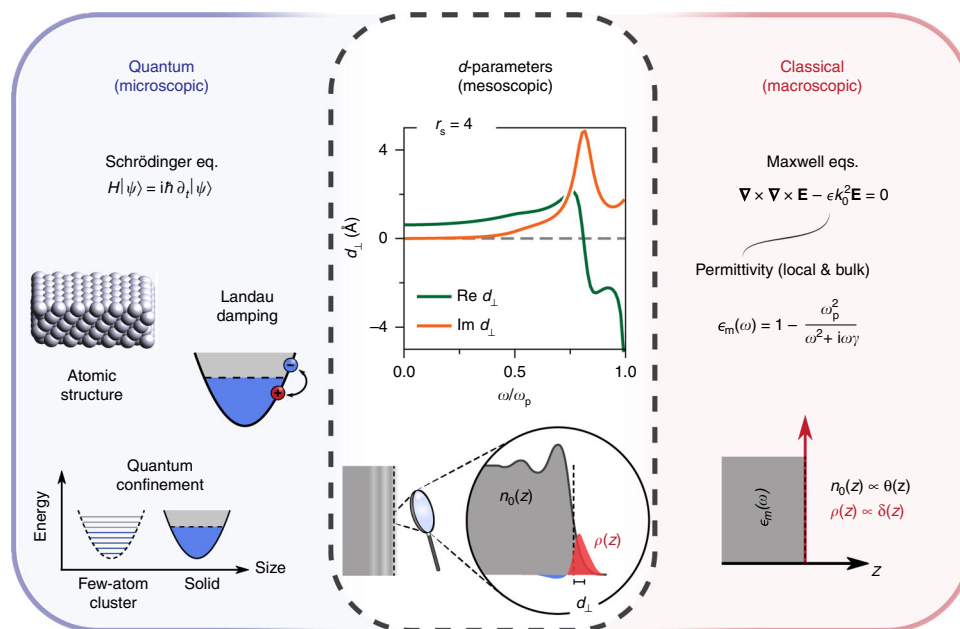 Quantum
(microscopic)
Schrödinger eq.
H|ψ⟩ = iℏ ∂ₜ|ψ⟩
Atomic
structure
Landau
damping
−
+
Quantum
confinement
Energy
Size
Few-atom
cluster
Solid
d-parameters
(mesoscopic)
rₛ = 4
d⊥ (Å)
4
0
−4
Re d⊥
Im d⊥
0.0
0.5
1.0
ω/ωₚ
n₀(z)
ρ(z)
d⊥
Classical
(macroscopic)
Maxwell eqs.
∇ × ∇ × E − ϵk₀²E = 0
Permittivity (local & bulk)
ϵₘ(ω) = 1 − ωₚ² / ω² + iωγ
ϵₘ(ω)
n₀(z) ∝ θ(z)
ρ(z) ∝ δ(z)
z